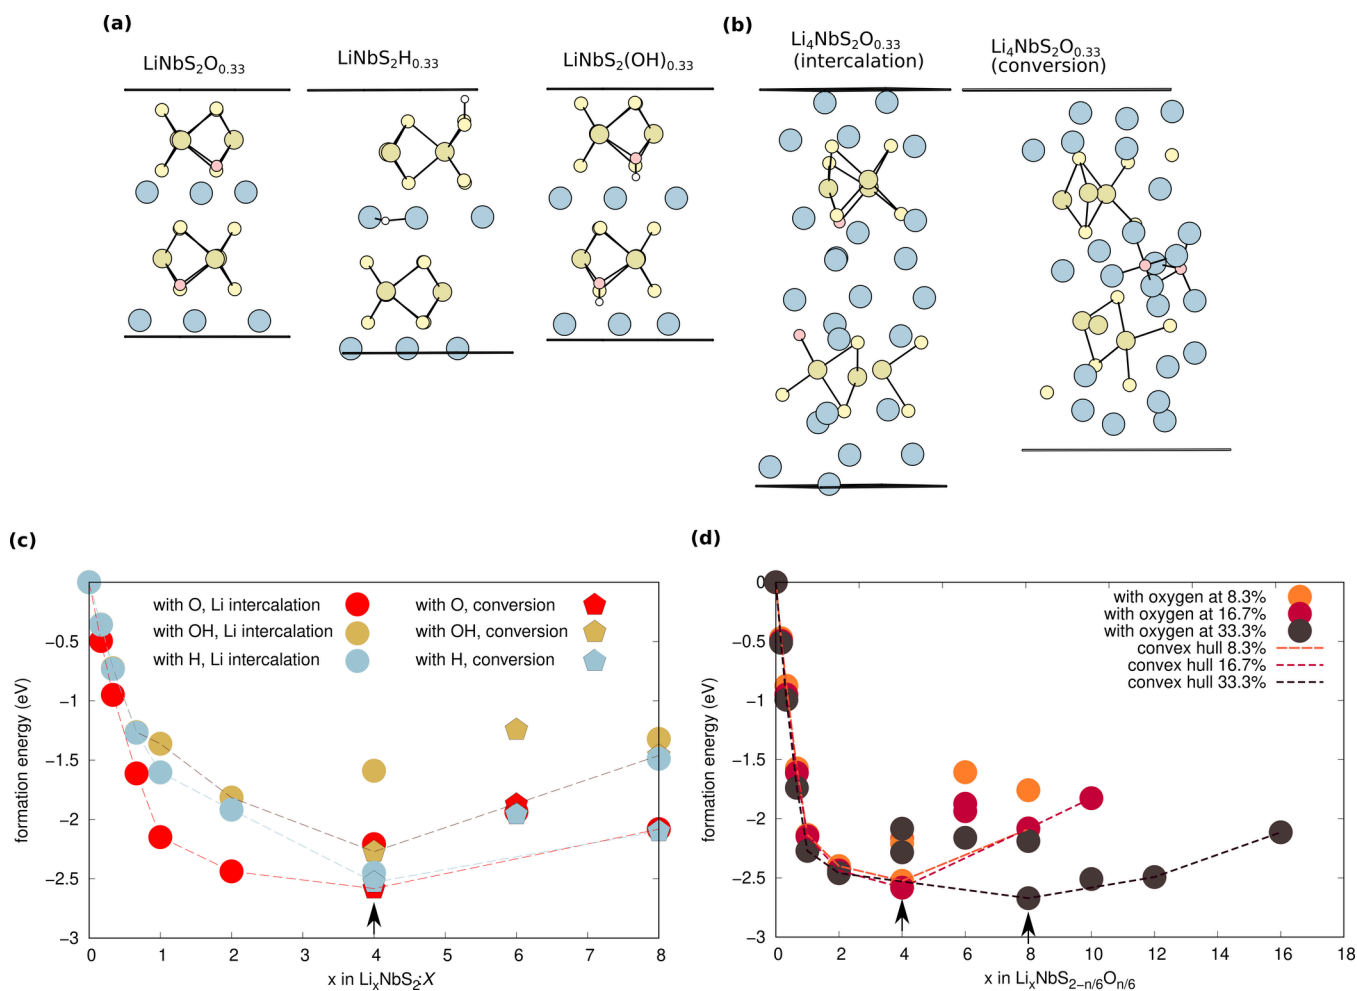 (a)
LiNbS₂O₀.₃₃
LiNbS₂H₀.₃₃
LiNbS₂(OH)₀.₃₃
(b)
Li₄NbS₂O₀.₃₃
(intercalation)
Li₄NbS₂O₀.₃₃
(conversion)
(c)
formation energy (eV)
0
−0.5
−1
−1.5
−2
−2.5
−3
with O, Li intercalation
with OH, Li intercalation
with H, Li intercalation
with O, conversion
with OH, conversion
with H, conversion
0 1 2 3 4 5 6 7 8
x in LiₓNbS₂:X
(d)
formation energy (eV)
0
−0.5
−1
−1.5
−2
−2.5
−3
with oxygen at 8.3%
with oxygen at 16.7%
with oxygen at 33.3%
convex hull 8.3%
convex hull 16.7%
convex hull 33.3%
0 2 4 6 8 10 12 14 16 18
x in LiₓNbS₂₋ₙ/₆Oₙ/₆